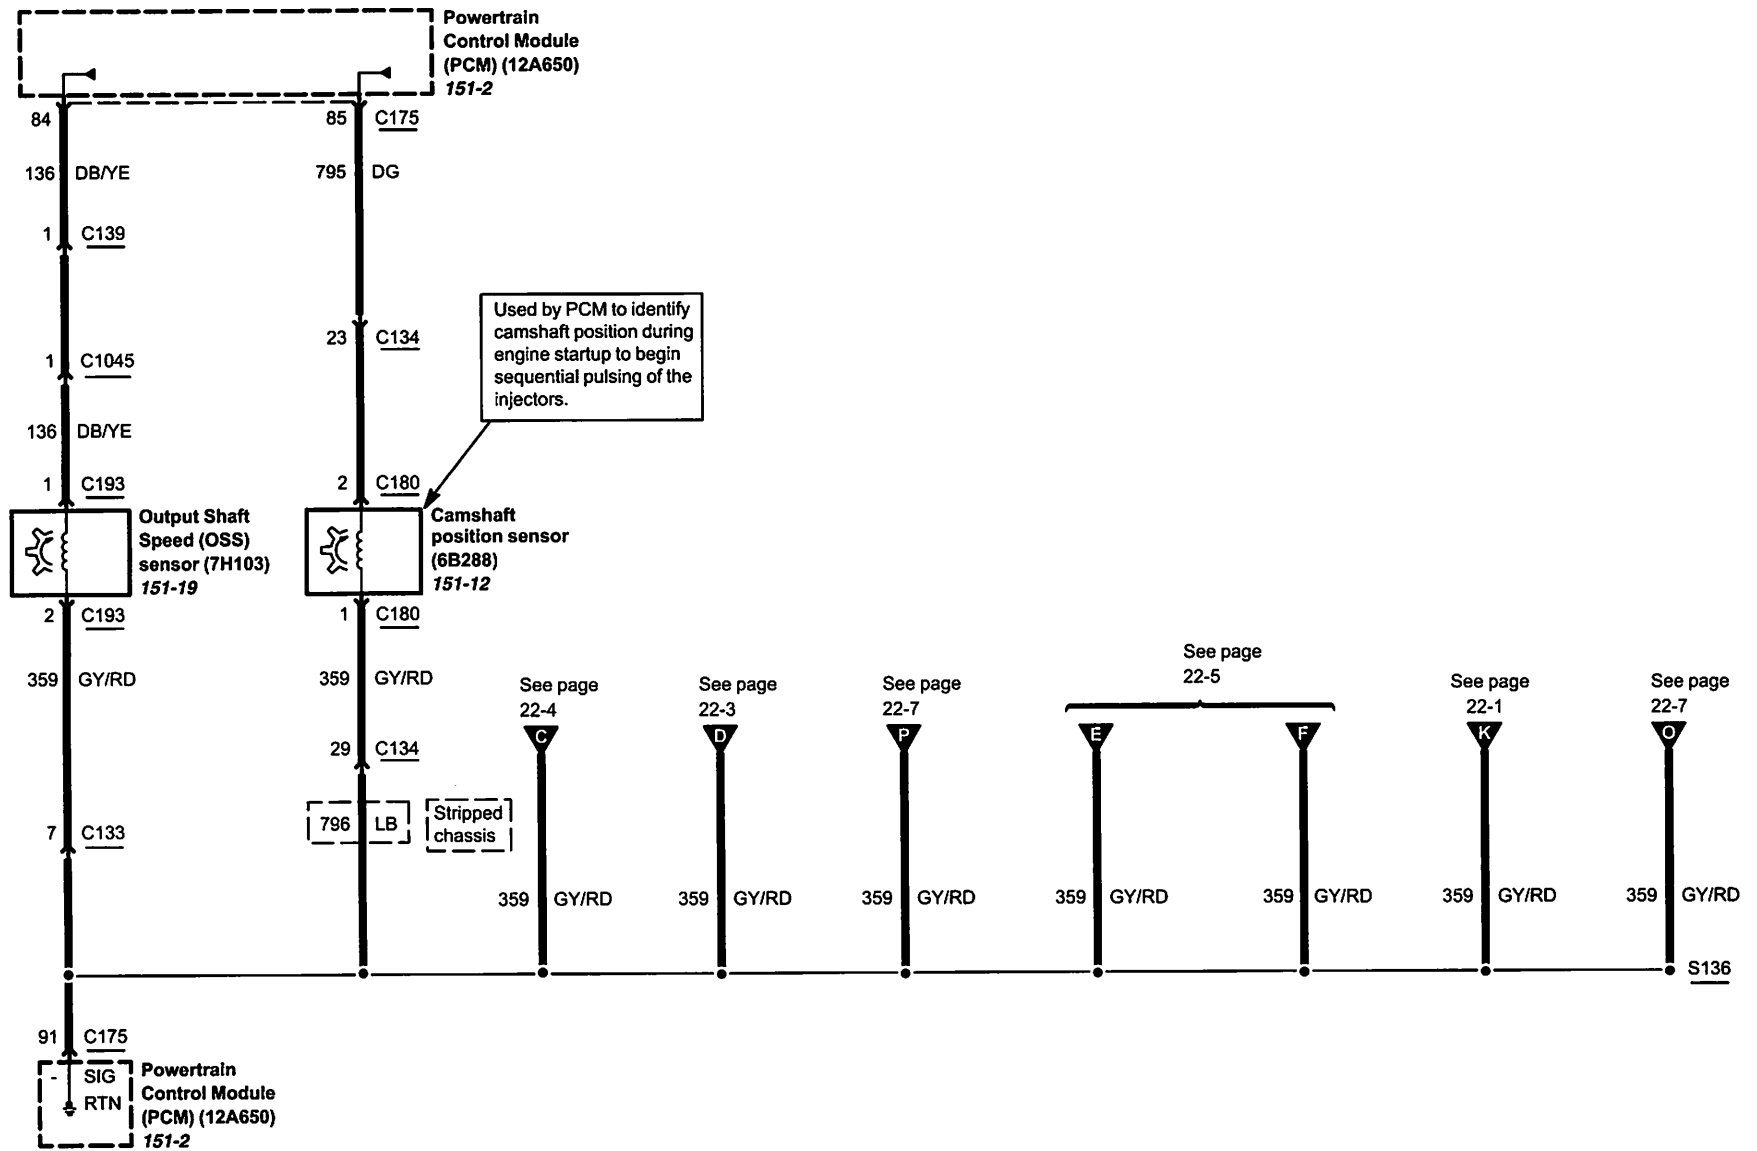 Powertrain
Control Module
(PCM) (12A650)
151-2
84
85 C175
136 DB/YE
795 DG
1 C139
Used by PCM to identify
camshaft position during
engine startup to begin
sequential pulsing of the
injectors.
23 C134
1 C1045
136 DB/YE
1 C193
2 C180
Output Shaft
Speed (OSS)
sensor (7H103)
151-19
Camshaft
position sensor
(6B288)
151-12
2 C193
1 C180
359 GY/RD
359 GY/RD
See page
22-4
C
See page
22-3
D
See page
22-7
P
See page
22-5
E
F
See page
22-1
K
See page
22-7
O
29 C134
796 LB
Stripped
chassis
7 C133
359 GY/RD
359 GY/RD
359 GY/RD
359 GY/RD
359 GY/RD
359 GY/RD
359 GY/RD
S136
91 C175
- SIG
RTN
Powertrain
Control Module
(PCM) (12A650)
151-2